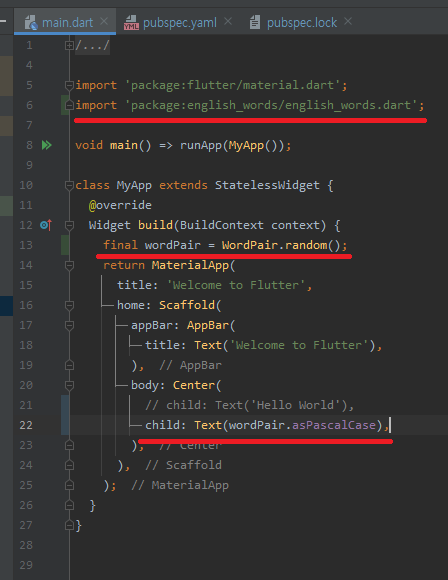 main.dart pubspec.yaml pubspec.lock
1 /.../
4
5 import 'package:flutter/material.dart';
6 import 'package:english_words/english_words.dart';
7
8 void main() => runApp(MyApp());
9
10 class MyApp extends StatelessWidget {
11 @override
12 Widget build(BuildContext context) {
13 final wordPair = WordPair.random();
14 return MaterialApp(
15 title: 'Welcome to Flutter',
16 home: Scaffold(
17 appBar: AppBar(
18 title: Text('Welcome to Flutter'),
19 ), // AppBar
20 body: Center(
21 // child: Text('Hello World'),
22 child: Text(wordPair.asPascalCase),
23 ), // Center
24 ), // Scaffold
25 ); // MaterialApp
26 }
27 }
28
29